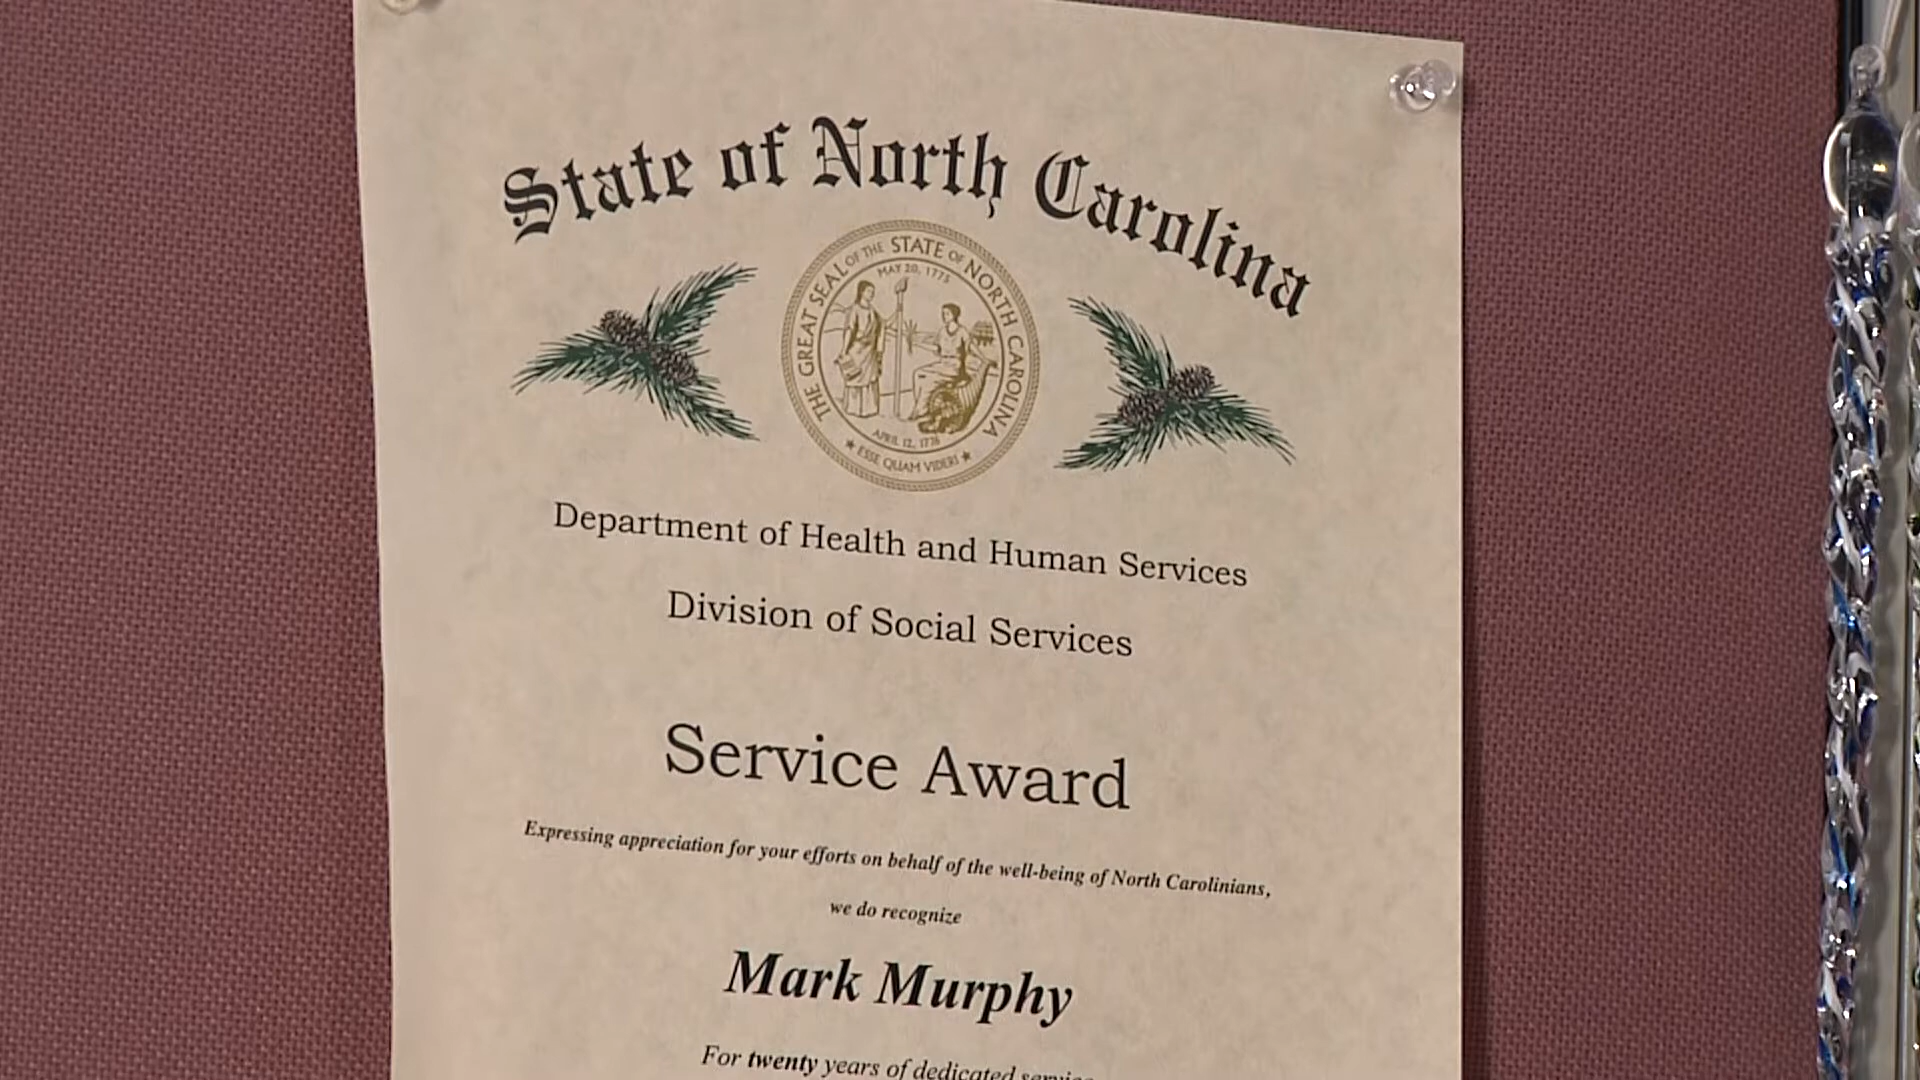 State of North Carolina
THE GREAT SEAL OF THE STATE OF NORTH CAROLINA
MAY 20, 1775
APRIL 12, 1776
★ ESSE QUAM VIDERI ★
Department of Health and Human Services
Division of Social Services
Service Award
Expressing appreciation for your efforts on behalf of the well-being of North Carolinians,
we do recognize
Mark Murphy
For twenty years of dedicated